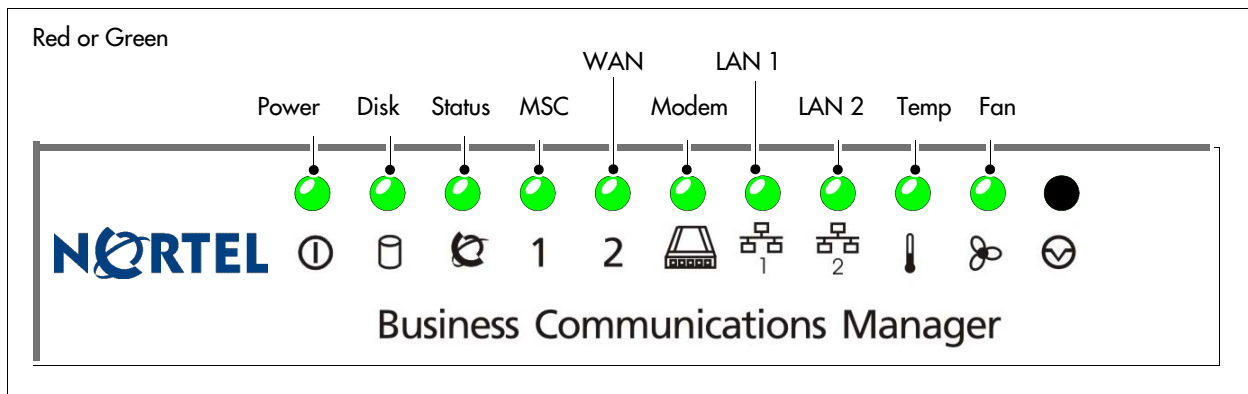 Red or Green
WAN LAN 1
Power Disk Status MSC Modem LAN 2 Temp Fan
NORTEL 1 2 1 2
Business Communications Manager